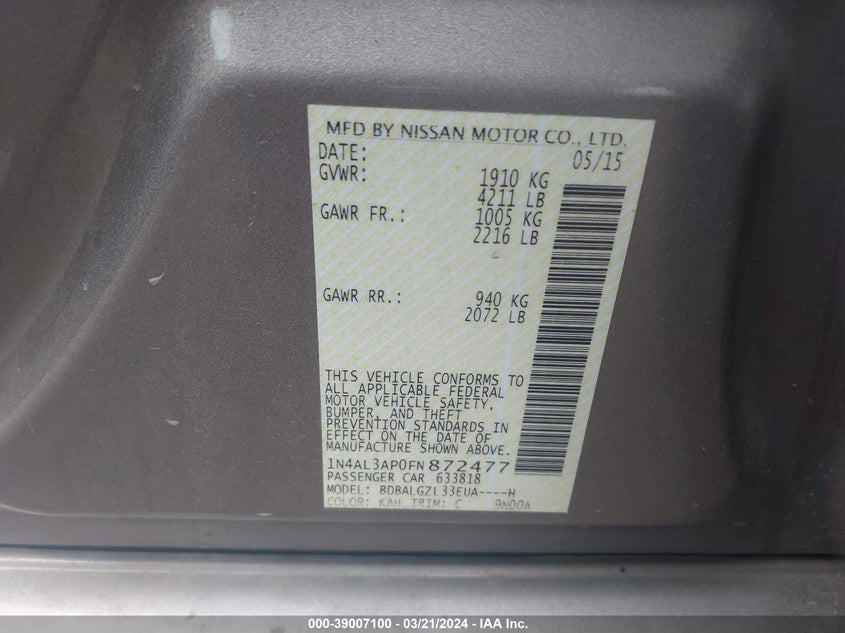 MFD BY NISSAN MOTOR CO., LTD.
DATE: 05/15
GVWR: 1910 KG
4211 LB
GAWR FR.: 1005 KG
2216 LB
GAWR RR.: 940 KG
2072 LB
THIS VEHICLE CONFORMS TO
ALL APPLICABLE FEDERAL
MOTOR VEHICLE SAFETY,
BUMPER, AND THEFT
PREVENTION STANDARDS IN
EFFECT ON THE DATE OF
MANUFACTURE SHOWN ABOVE.
1N4AL3AP0FN872477
PASSENGER CAR 633818
MODEL: BDBALGZL33EUA----H
COLOR: KAH TRIM: C 9N00A
000-39007100 - 03/21/2024 - IAA Inc.